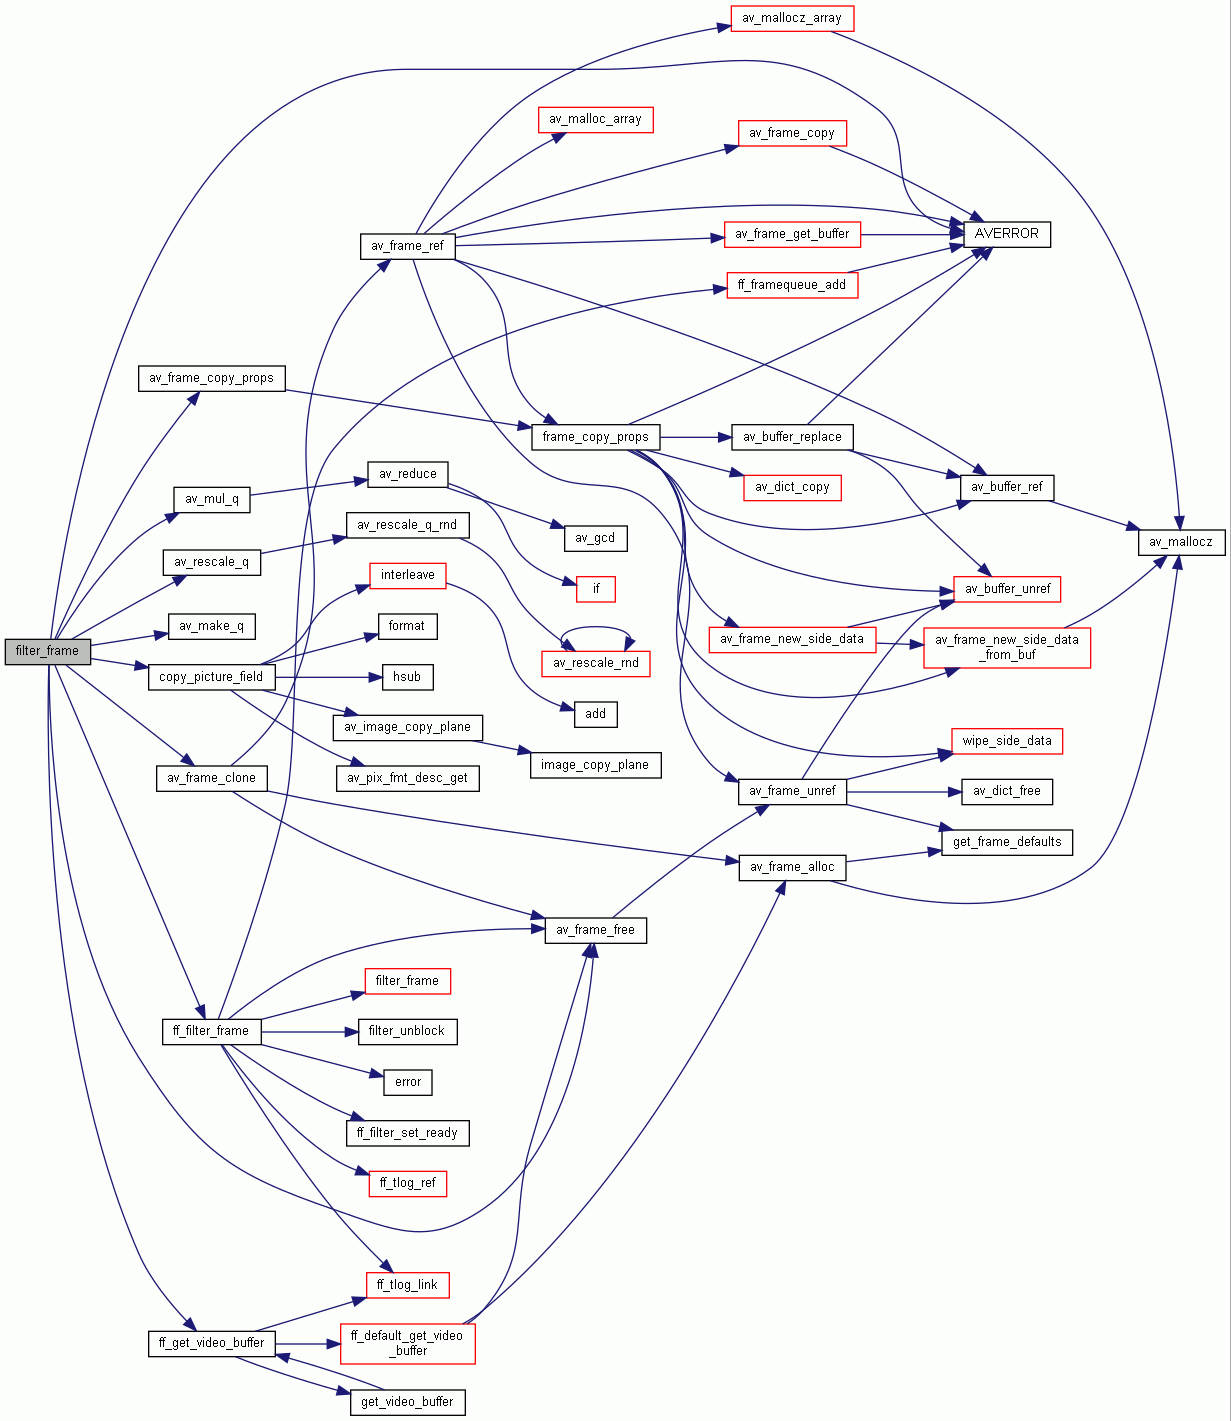 av_mallocz_array
av_malloc_array
av_frame_copy
av_frame_ref
av_frame_get_buffer
AVERROR
ff_framequeue_add
av_frame_copy_props
frame_copy_props
av_buffer_replace
av_reduce
av_dict_copy
av_buffer_ref
av_mul_q
av_rescale_q_rnd
av_gcd
av_mallocz
av_rescale_q
interleave
if
av_buffer_unref
av_make_q
format
av_frame_new_side_data
av_frame_new_side_data
_from_buf
filter_frame
copy_picture_field
hsub
av_rescale_rnd
add
av_image_copy_plane
wipe_side_data
image_copy_plane
av_frame_clone
av_pix_fmt_desc_get
av_frame_unref
av_dict_free
get_frame_defaults
av_frame_alloc
av_frame_free
filter_frame
ff_filter_frame
filter_unblock
error
ff_filter_set_ready
ff_tlog_ref
ff_tlog_link
ff_get_video_buffer
ff_default_get_video
_buffer
get_video_buffer